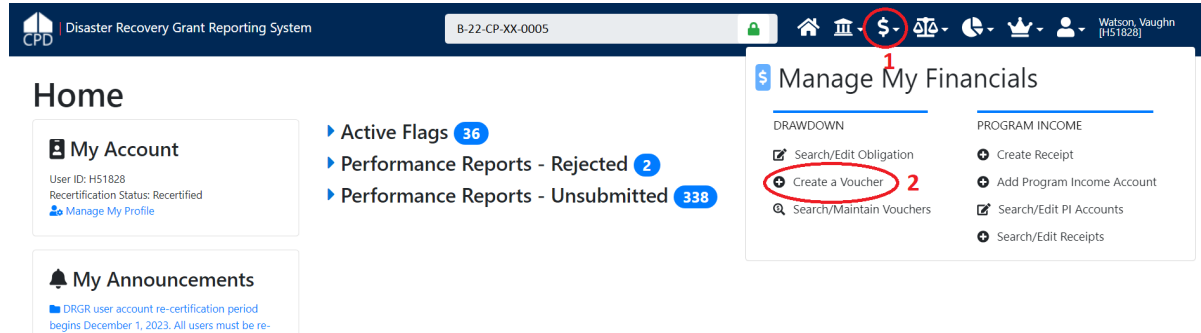 CPD | Disaster Recovery Grant Reporting System
B-22-CP-XX-0005
$
Watson, Vaughn
[H51828]
1
$ Manage My Financials
DRAWDOWN
Search/Edit Obligation
Create a Voucher 2
Search/Maintain Vouchers
PROGRAM INCOME
Create Receipt
Add Program Income Account
Search/Edit PI Accounts
Search/Edit Receipts
Home
My Account
User ID: H51828
Recertification Status: Recertified
Manage My Profile
Active Flags 36
Performance Reports - Rejected 2
Performance Reports - Unsubmitted 338
My Announcements
DRGR user account re-certification period
begins December 1, 2023. All users must be re-